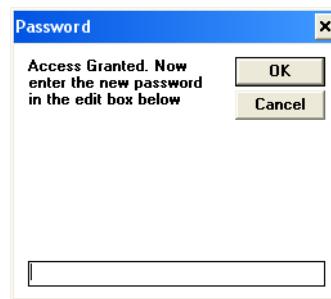 Password
Access Granted. Now
enter the new password
in the edit box below
OK
Cancel